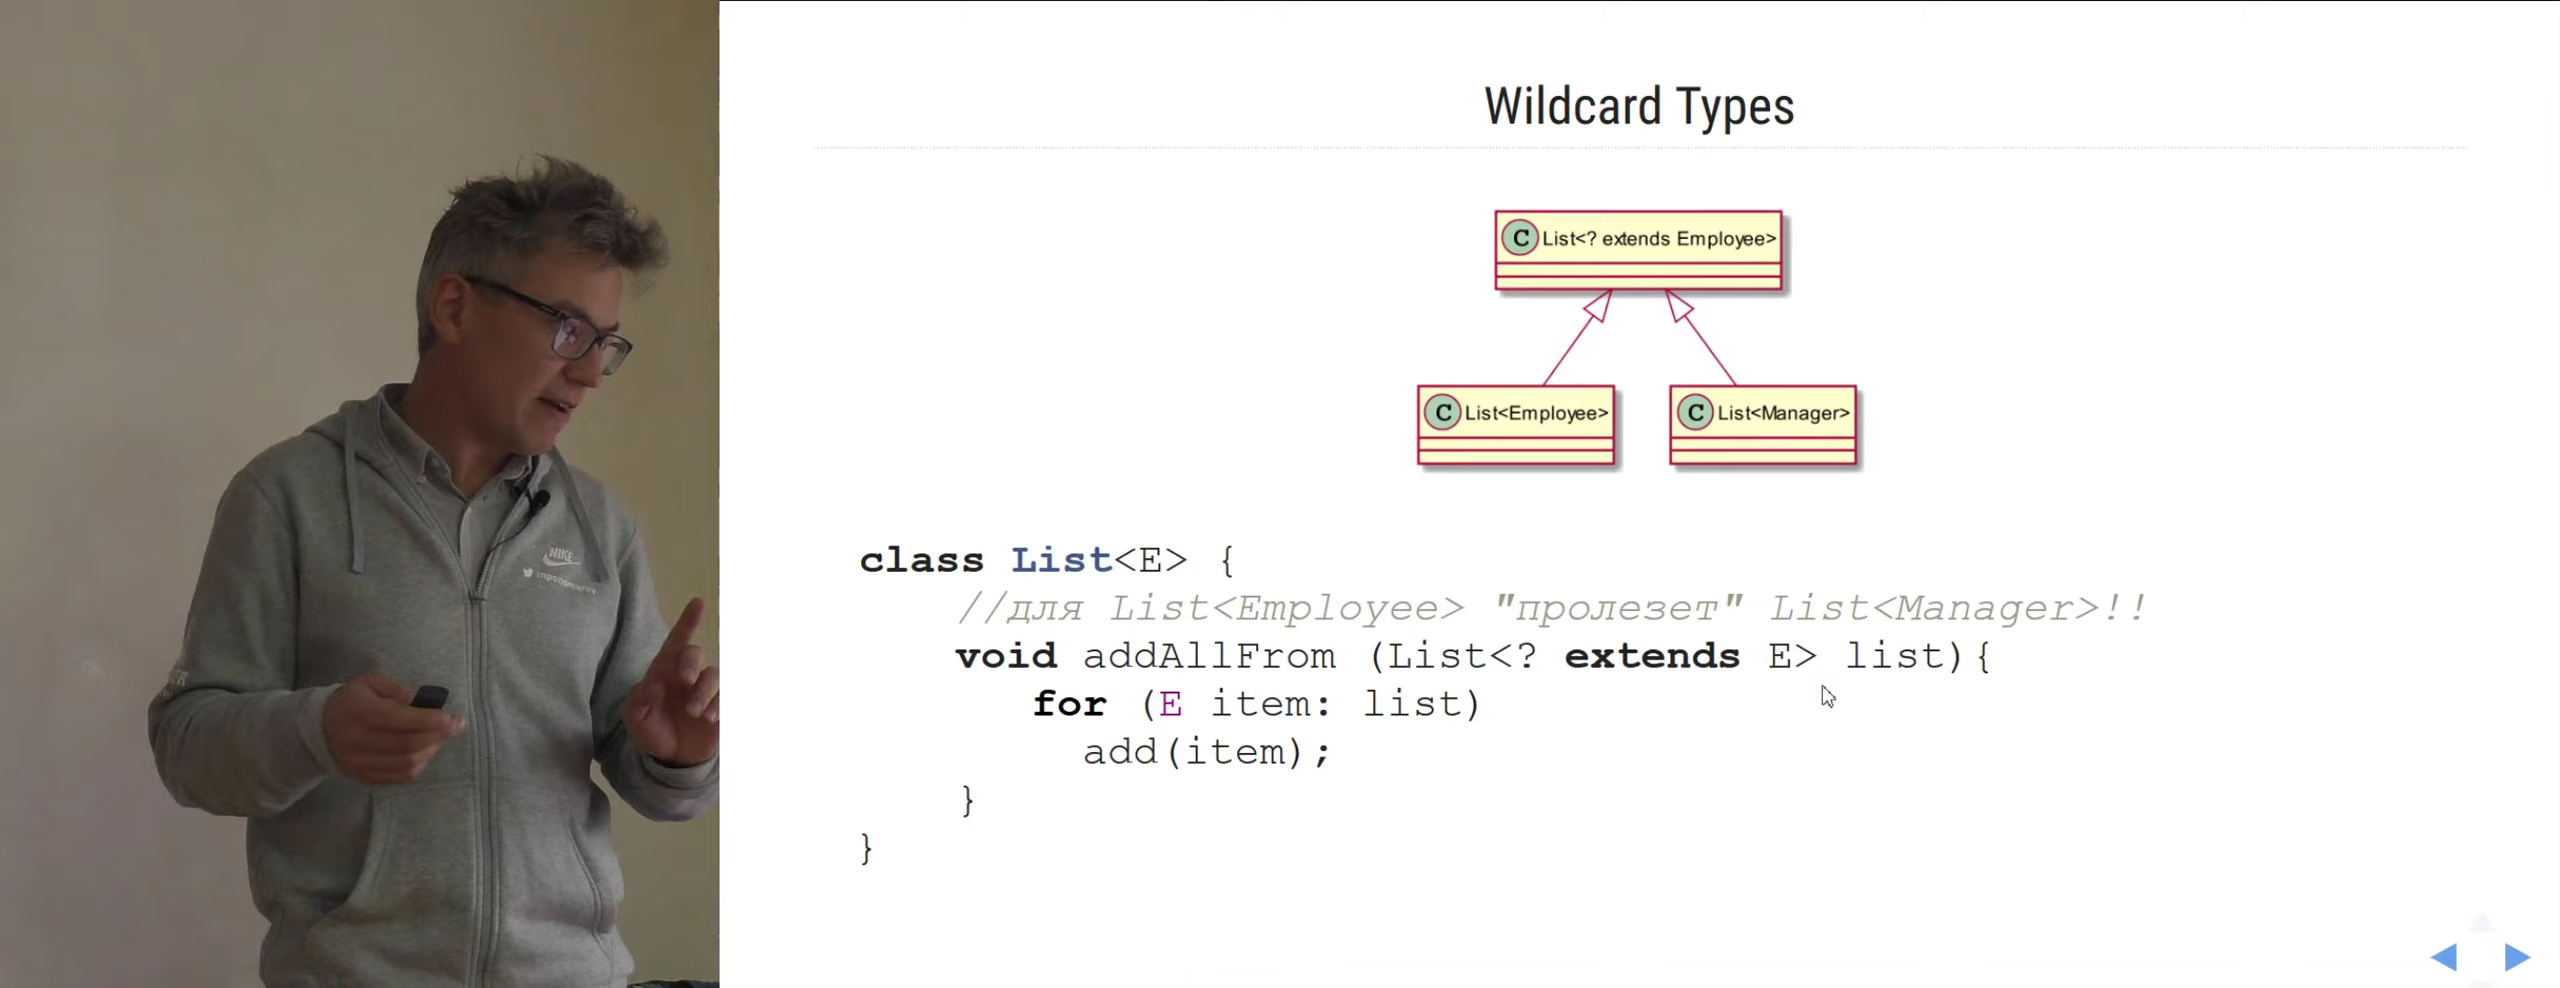 Wildcard Types
C List<? extends Employee>
C List<Employee>
C List<Manager>
class List<E> {
//для List<Employee> "пролезет" List<Manager>!!
void addAllFrom (List<? extends E> list){
for (E item: list)
add(item);
}
}
NIKE